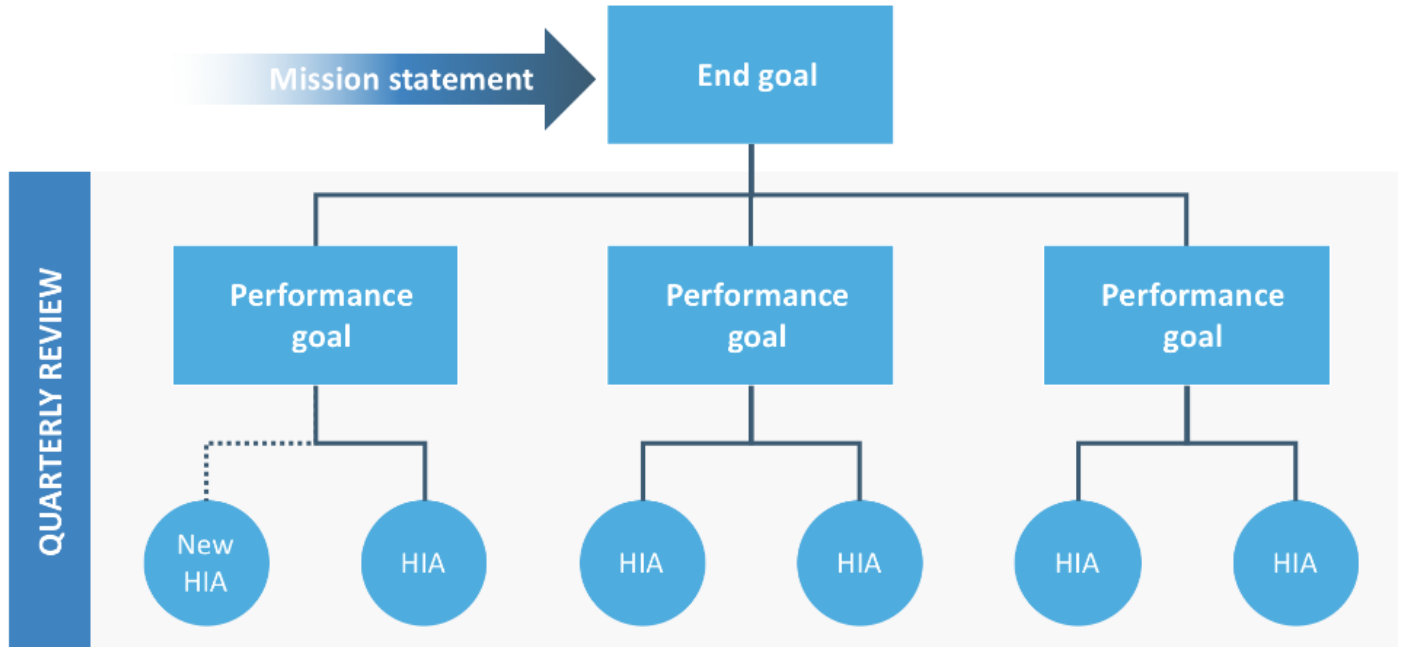 Mission statement
End goal
QUARTERLY REVIEW
Performance
goal
Performance
goal
Performance
goal
New
HIA
HIA
HIA
HIA
HIA
HIA